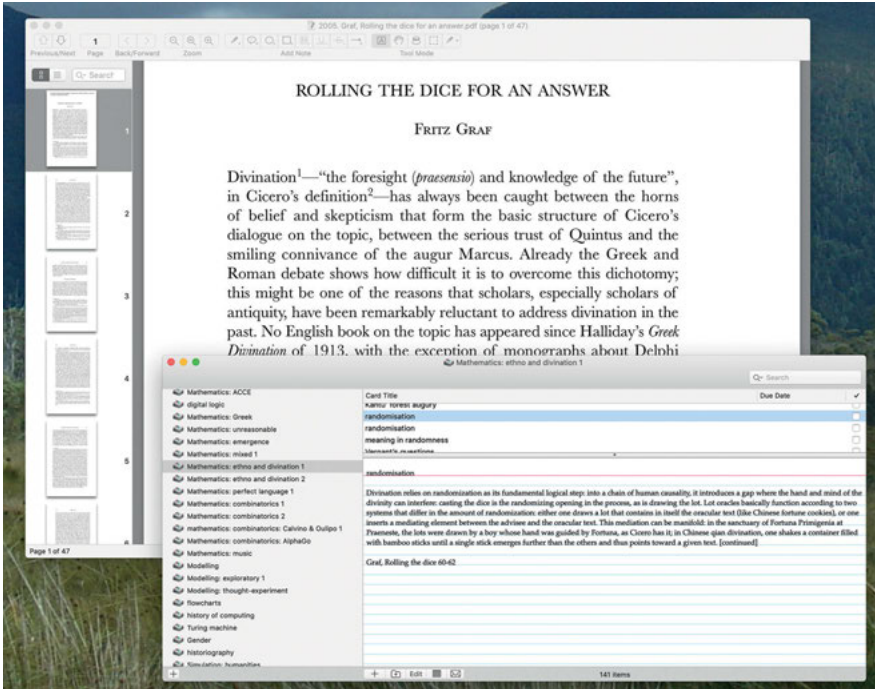 2005. Graf, Rolling the dice for an answer.pdf (page 1 of 47)
1
Previous/Next Page Back/Forward Zoom Add Note Tool Mode
Search
ROLLING THE DICE FOR AN ANSWER
Fritz Graf
1
Divination1—“the foresight (praesensio) and knowledge of the future”,
in Cicero’s definition2—has always been caught between the horns
of belief and skepticism that form the basic structure of Cicero’s
2
dialogue on the topic, between the serious trust of Quintus and the
smiling connivance of the augur Marcus. Already the Greek and
Roman debate shows how difficult it is to overcome this dichotomy;
3
this might be one of the reasons that scholars, especially scholars of
antiquity, have been remarkably reluctant to address divination in the
past. No English book on the topic has appeared since Halliday’s Greek
Divination of 1913, with the exception of monographs about Delphi
4
5
6
Page 1 of 47
Mathematics: ethno and divination 1
Search
Mathematics: ACCE
digital logic
Mathematics: Greek
Mathematics: unreasonable
Mathematics: emergence
Mathematics: mixed 1
Mathematics: ethno and divination 1
Mathematics: ethno and divination 2
Mathematics: perfect language 1
Mathematics: combinatorics 1
Mathematics: combinatorics 2
mathematics: combinatorics: Calvino & Oulipo 1
Mathematics: combinatorics: AlphaGo
Mathematics: music
Modelling
Modelling: exploratory 1
Modelling: thought-experiment
flowcharts
history of computing
Turing machine
Gender
historiography
Simulation: humanities
Card Title Due Date ✓
Kantu' forest augury
randomisation
randomisation
meaning in randomness
Vernant's questions
randomisation
Divination relies on randomization as its fundamental logical step: into a chain of human causality, it introduces a gap where the hand and mind of the
divinity can interfere: casting the dice is the randomizing opening in the process, as is drawing the lot. Lot oracles basically function according to two
systems that differ in the amount of randomization: either one draws a lot that contains in itself the oracular text (like Chinese fortune cookies), or one
inserts a mediating element between the advisee and the oracular text. This mediation can be manifold: in the sanctuary of Fortuna Primigenia at
Praeneste, the lots were drawn by a boy whose hand was guided by Fortuna, as Cicero has it; in Chinese qian divination, one shakes a container filled
with bamboo sticks until a single stick emerges further than the others and thus points toward a given text. [continued]
Graf, Rolling the dice 60-62
+ + Edit 141 items